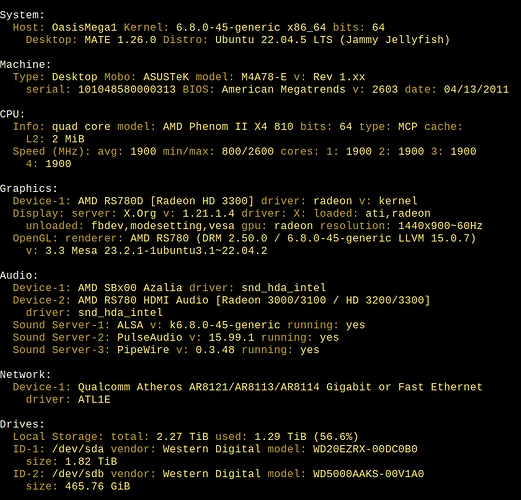 System:
Host: OasisMega1 Kernel: 6.8.0-45-generic x86_64 bits: 64
Desktop: MATE 1.26.0 Distro: Ubuntu 22.04.5 LTS (Jammy Jellyfish)
Machine:
Type: Desktop Mobo: ASUSTeK model: M4A78-E v: Rev 1.xx
serial: 101048580000313 BIOS: American Megatrends v: 2603 date: 04/13/2011
CPU:
Info: quad core model: AMD Phenom II X4 810 bits: 64 type: MCP cache:
L2: 2 MiB
Speed (MHz): avg: 1900 min/max: 800/2600 cores: 1: 1900 2: 1900 3: 1900
4: 1900
Graphics:
Device-1: AMD RS780D [Radeon HD 3300] driver: radeon v: kernel
Display: server: X.Org v: 1.21.1.4 driver: X: loaded: ati,radeon
unloaded: fbdev,modesetting,vesa gpu: radeon resolution: 1440x900~60Hz
OpenGL: renderer: AMD RS780 (DRM 2.50.0 / 6.8.0-45-generic LLVM 15.0.7)
v: 3.3 Mesa 23.2.1-1ubuntu3.1~22.04.2
Audio:
Device-1: AMD SBx00 Azalia driver: snd_hda_intel
Device-2: AMD RS780 HDMI Audio [Radeon 3000/3100 / HD 3200/3300]
driver: snd_hda_intel
Sound Server-1: ALSA v: k6.8.0-45-generic running: yes
Sound Server-2: PulseAudio v: 15.99.1 running: yes
Sound Server-3: PipeWire v: 0.3.48 running: yes
Network:
Device-1: Qualcomm Atheros AR8121/AR8113/AR8114 Gigabit or Fast Ethernet
driver: ATL1E
Drives:
Local Storage: total: 2.27 TiB used: 1.29 TiB (56.6%)
ID-1: /dev/sda vendor: Western Digital model: WD20EZRX-00DC0B0
size: 1.82 TiB
ID-2: /dev/sdb vendor: Western Digital model: WD5000AAKS-00V1A0
size: 465.76 GiB